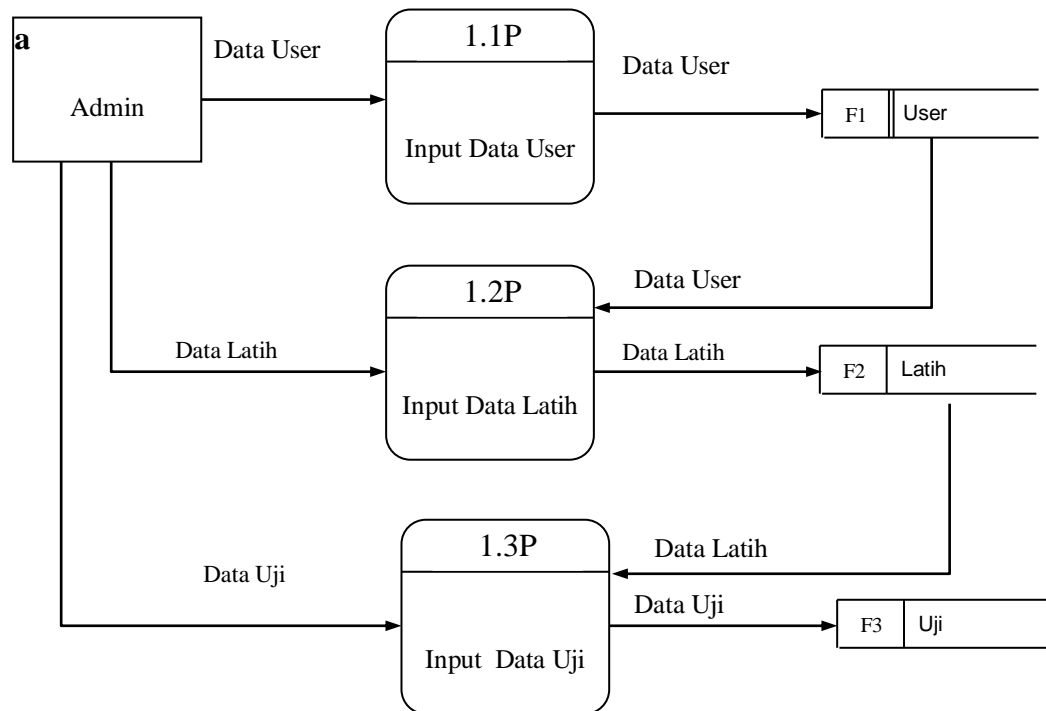 a
Admin
Data User
1.1P
Input Data User
Data User
F1 User
Data User
1.2P
Data Latih
Input Data Latih
Data Latih
F2 Latih
Data Latih
1.3P
Data Uji
Input Data Uji
Data Uji
F3 Uji